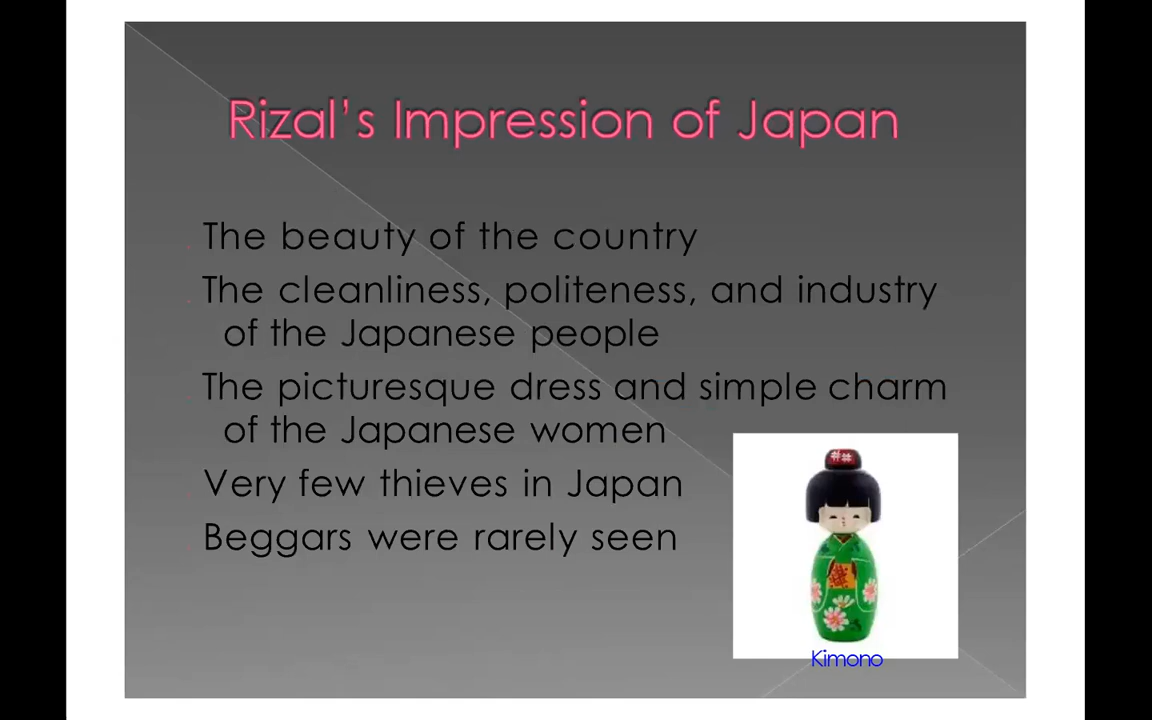 Rizal's Impression of Japan
The beauty of the country
The cleanliness, politeness, and industry
of the Japanese people
The picturesque dress and simple charm
of the Japanese women
Very few thieves in Japan
Beggars were rarely seen
Kimono